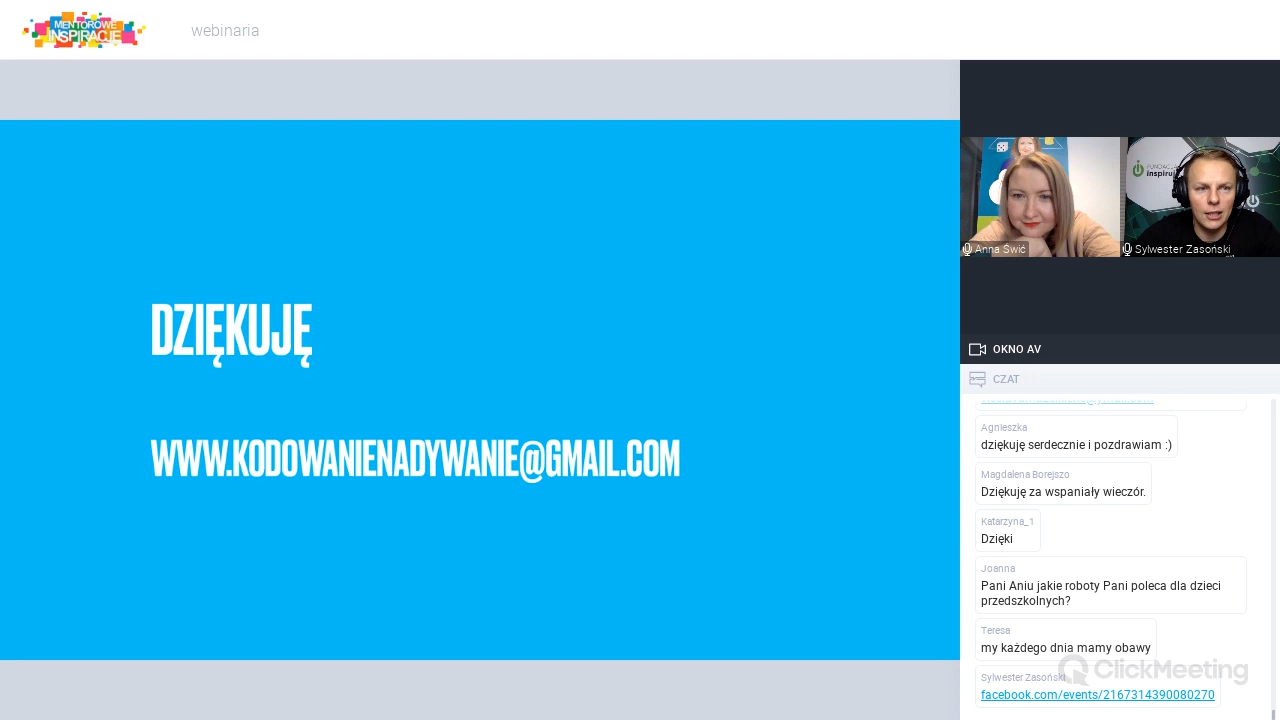 MENTOROWE
INSPIRACJE
webinaria
DZIĘKUJĘ
WWW.KODOWANIENADYWANIE@GMAIL.COM
FUNDACJA
Anna Świć
Sylwester Zasoński
OKNO AV
CZAT
Agnieszka
dziękuję serdecznie i pozdrawiam :)
Magdalena Borejszo
Dziękuję za wspaniały wieczór.
Katarzyna_1
Dzięki
Joanna
Pani Aniu jakie roboty Pani poleca dla dzieci
przedszkolnych?
Teresa
my każdego dnia mamy obawy
ClickMeeting
Sylwester Zasoński
facebook.com/events/2167314390080270